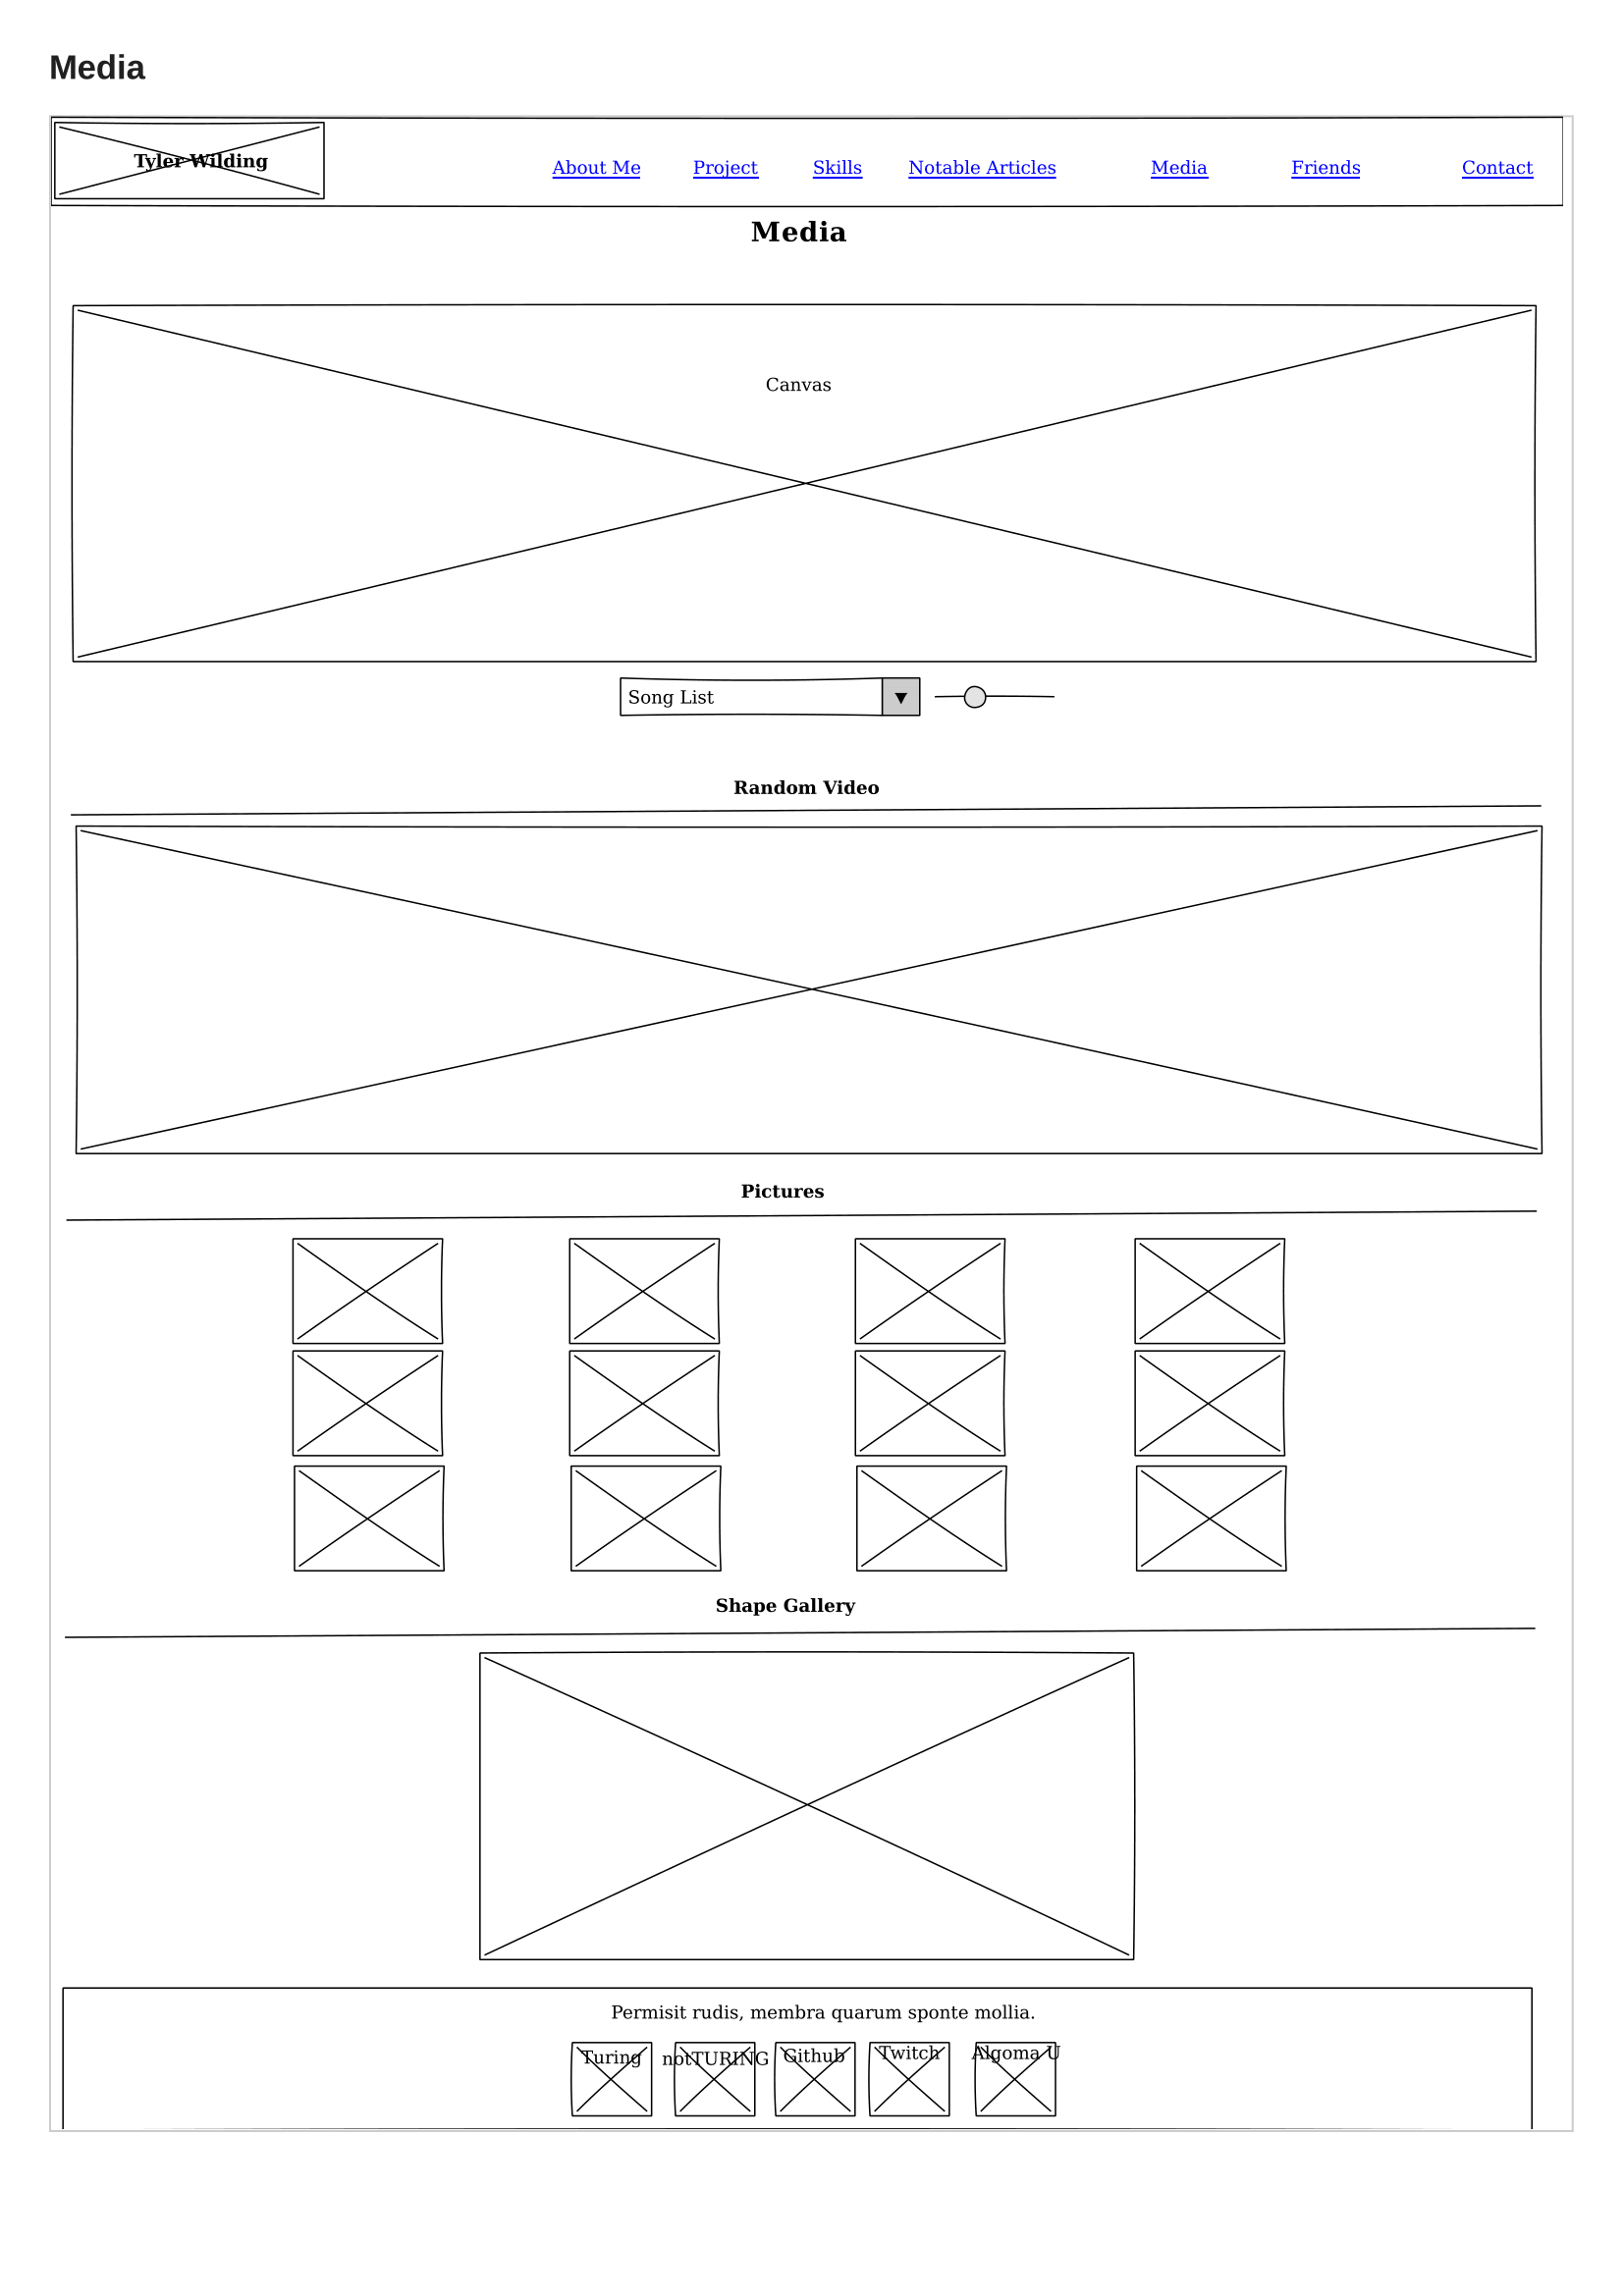 Media
Tyler Wilding
About Me Project Skills Notable Articles Media Friends Contact
Media
Canvas
Song List
Random Video
Pictures
Shape Gallery
Permisit rudis, membra quarum sponte mollia.
Turing notTURING Github Twitch Algoma U